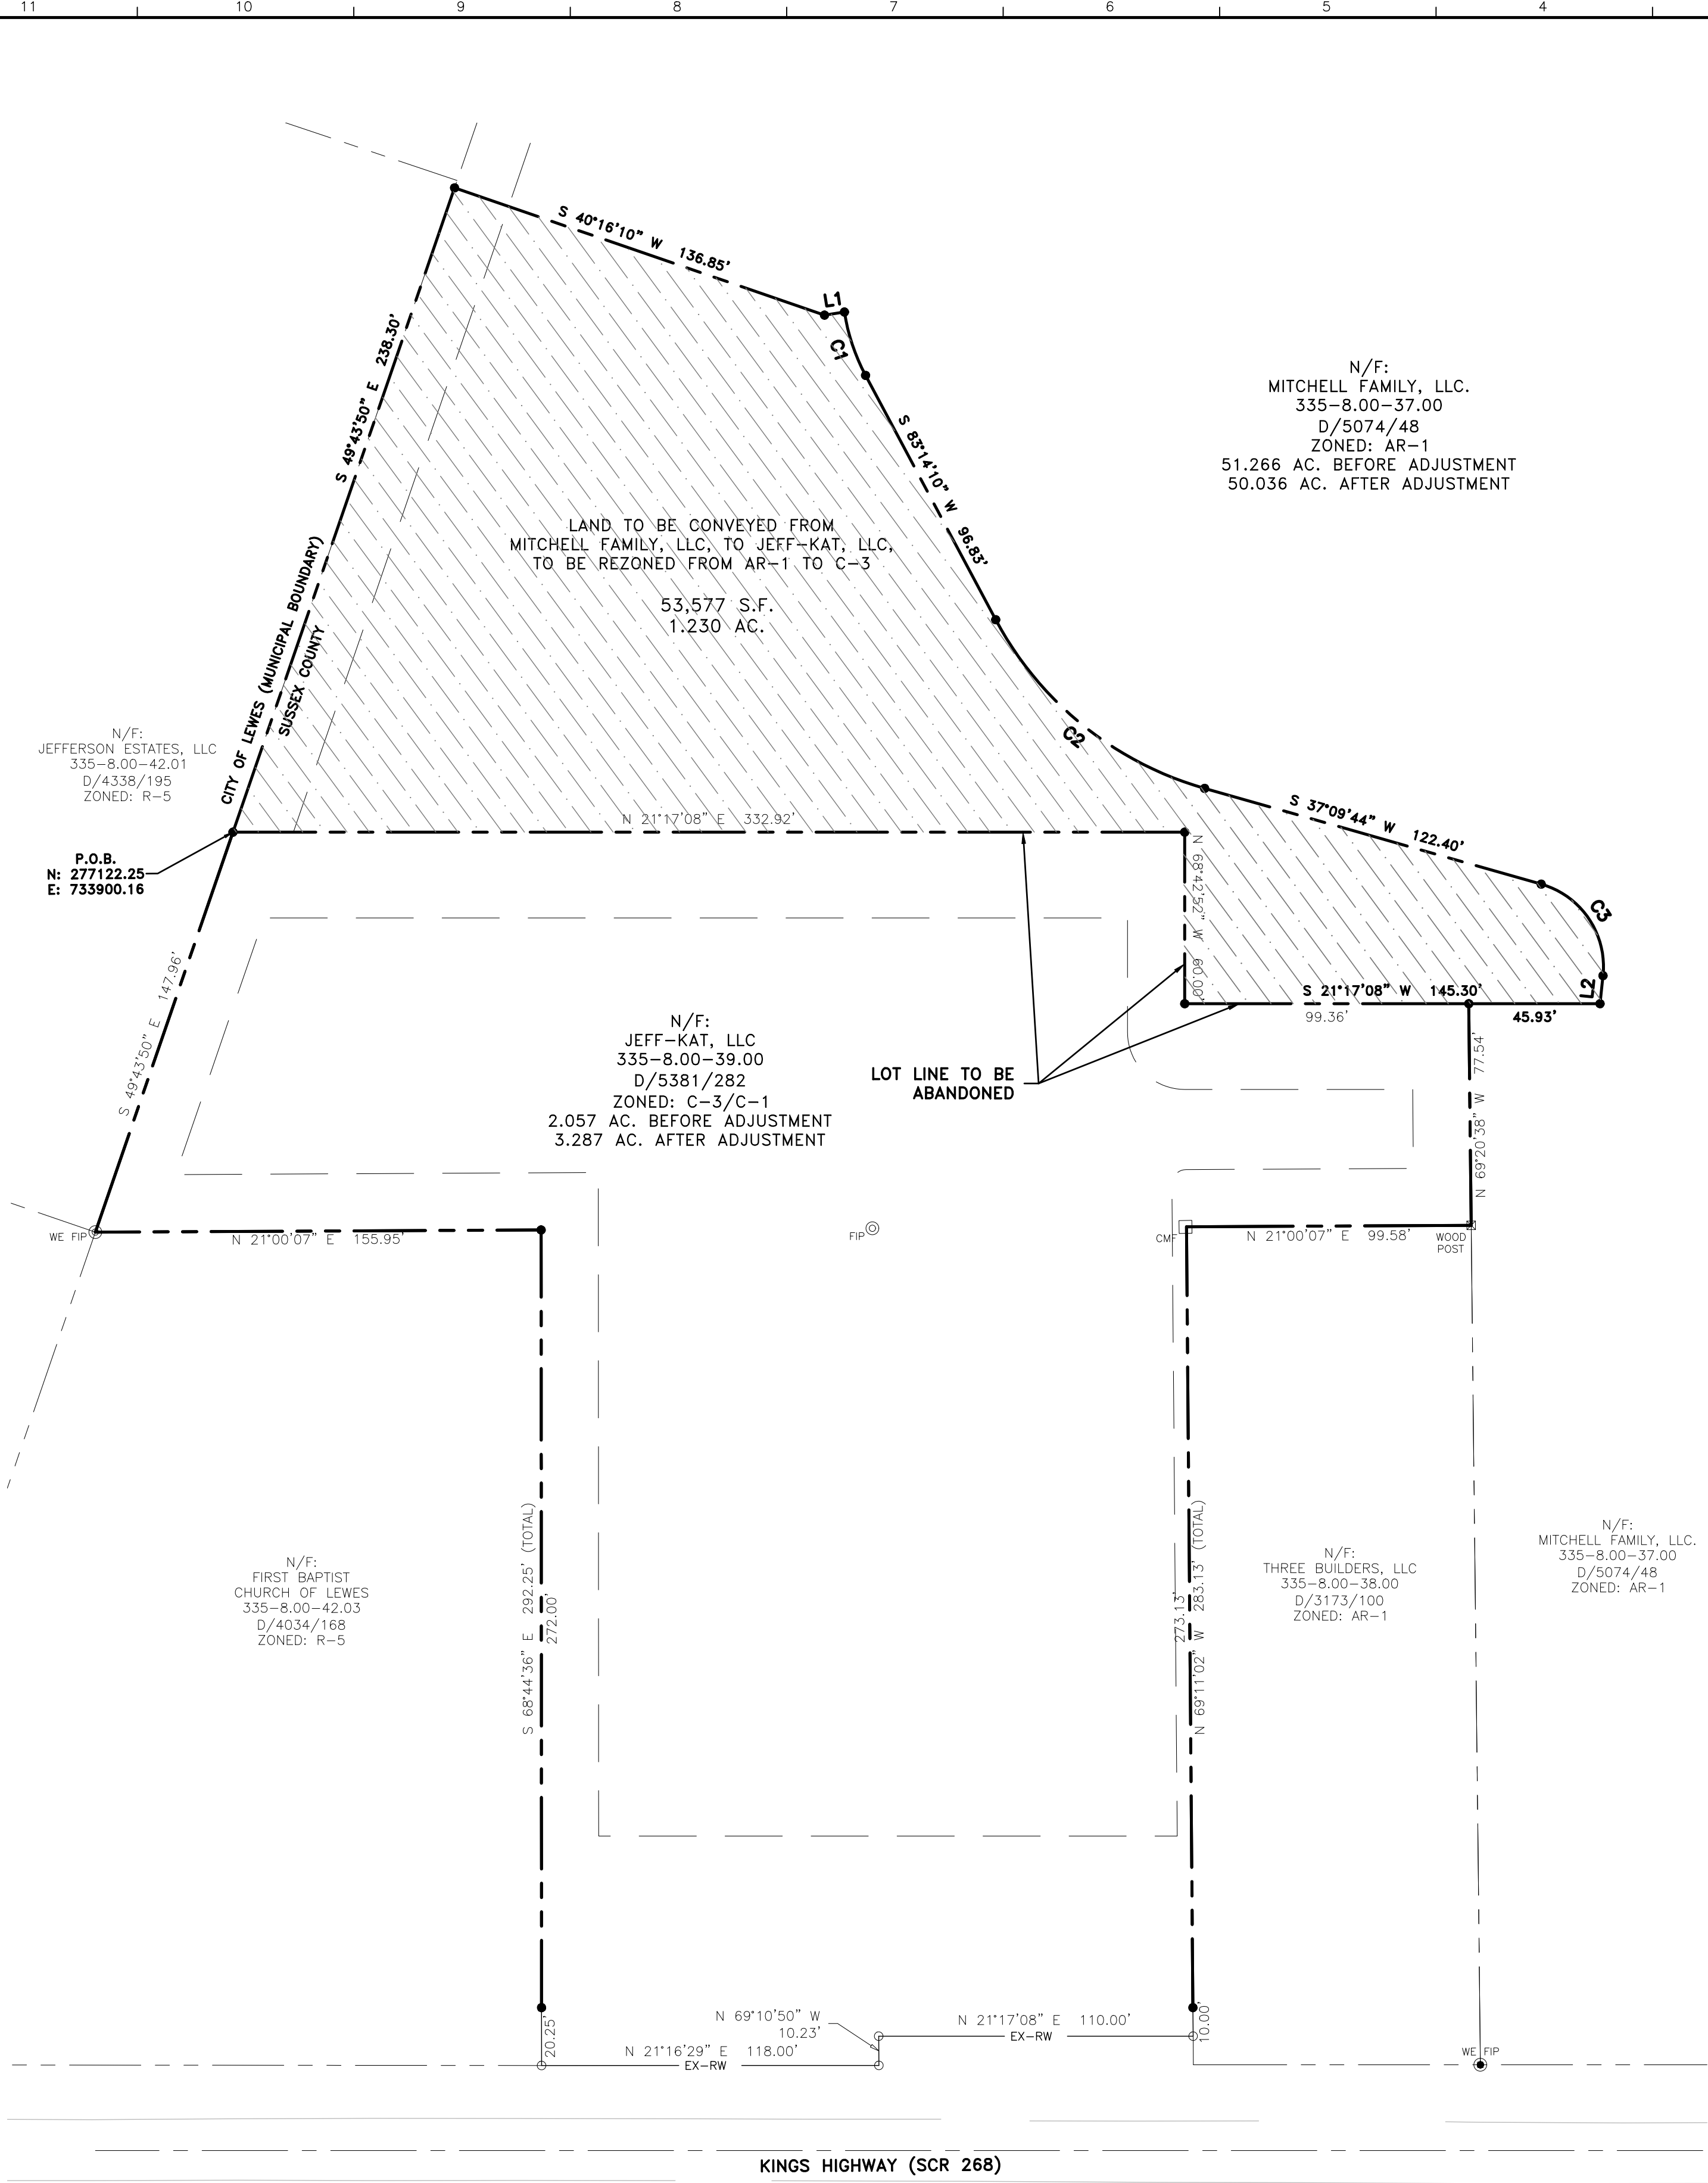 11 10 9 8 7 6 5 4
S 40°16'10" W 136.85'
L1
C1
S 49°43'50" E 238.30'
S 83°14'10" W 96.83'
N/F:
MITCHELL FAMILY, LLC.
335-8.00-37.00
D/5074/48
ZONED: AR-1
51.266 AC. BEFORE ADJUSTMENT
50.036 AC. AFTER ADJUSTMENT
LAND TO BE CONVEYED FROM
MITCHELL FAMILY, LLC, TO JEFF-KAT, LLC,
TO BE REZONED FROM AR-1 TO C-3
53,577 S.F.
1.230 AC.
CITY OF LEWES (MUNICIPAL BOUNDARY)
SUSSEX COUNTY
N/F:
JEFFERSON ESTATES, LLC
335-8.00-42.01
D/4338/195
ZONED: R-5
C2
S 37°09'44" W 122.40'
C3
L2
N 21°17'08" E 332.92'
N 68°42'52" W 60.00'
P.O.B.
N: 277122.25
E: 733900.16
S 21°17'08" W 145.30'
99.36'
45.93'
S 49°43'50" E 147.96'
N/F:
JEFF-KAT, LLC
335-8.00-39.00
D/5381/282
ZONED: C-3/C-1
2.057 AC. BEFORE ADJUSTMENT
3.287 AC. AFTER ADJUSTMENT
LOT LINE TO BE
ABANDONED
N 69°20'38" W 77.54'
WE FIP
N 21°00'07" E 155.95'
FIP
CMF
N 21°00'07" E 99.58'
WOOD
POST
S 68°44'36" E 292.25' (TOTAL)
272.00'
273.13'
N 69°11'02" W 283.13' (TOTAL)
N/F:
FIRST BAPTIST
CHURCH OF LEWES
335-8.00-42.03
D/4034/168
ZONED: R-5
N/F:
THREE BUILDERS, LLC
335-8.00-38.00
D/3173/100
ZONED: AR-1
N/F:
MITCHELL FAMILY, LLC.
335-8.00-37.00
D/5074/48
ZONED: AR-1
20.25'
N 69°10'50" W
10.23'
N 21°16'29" E 118.00'
EX-RW
N 21°17'08" E 110.00'
EX-RW
10.00'
WE FIP
KINGS HIGHWAY (SCR 268)